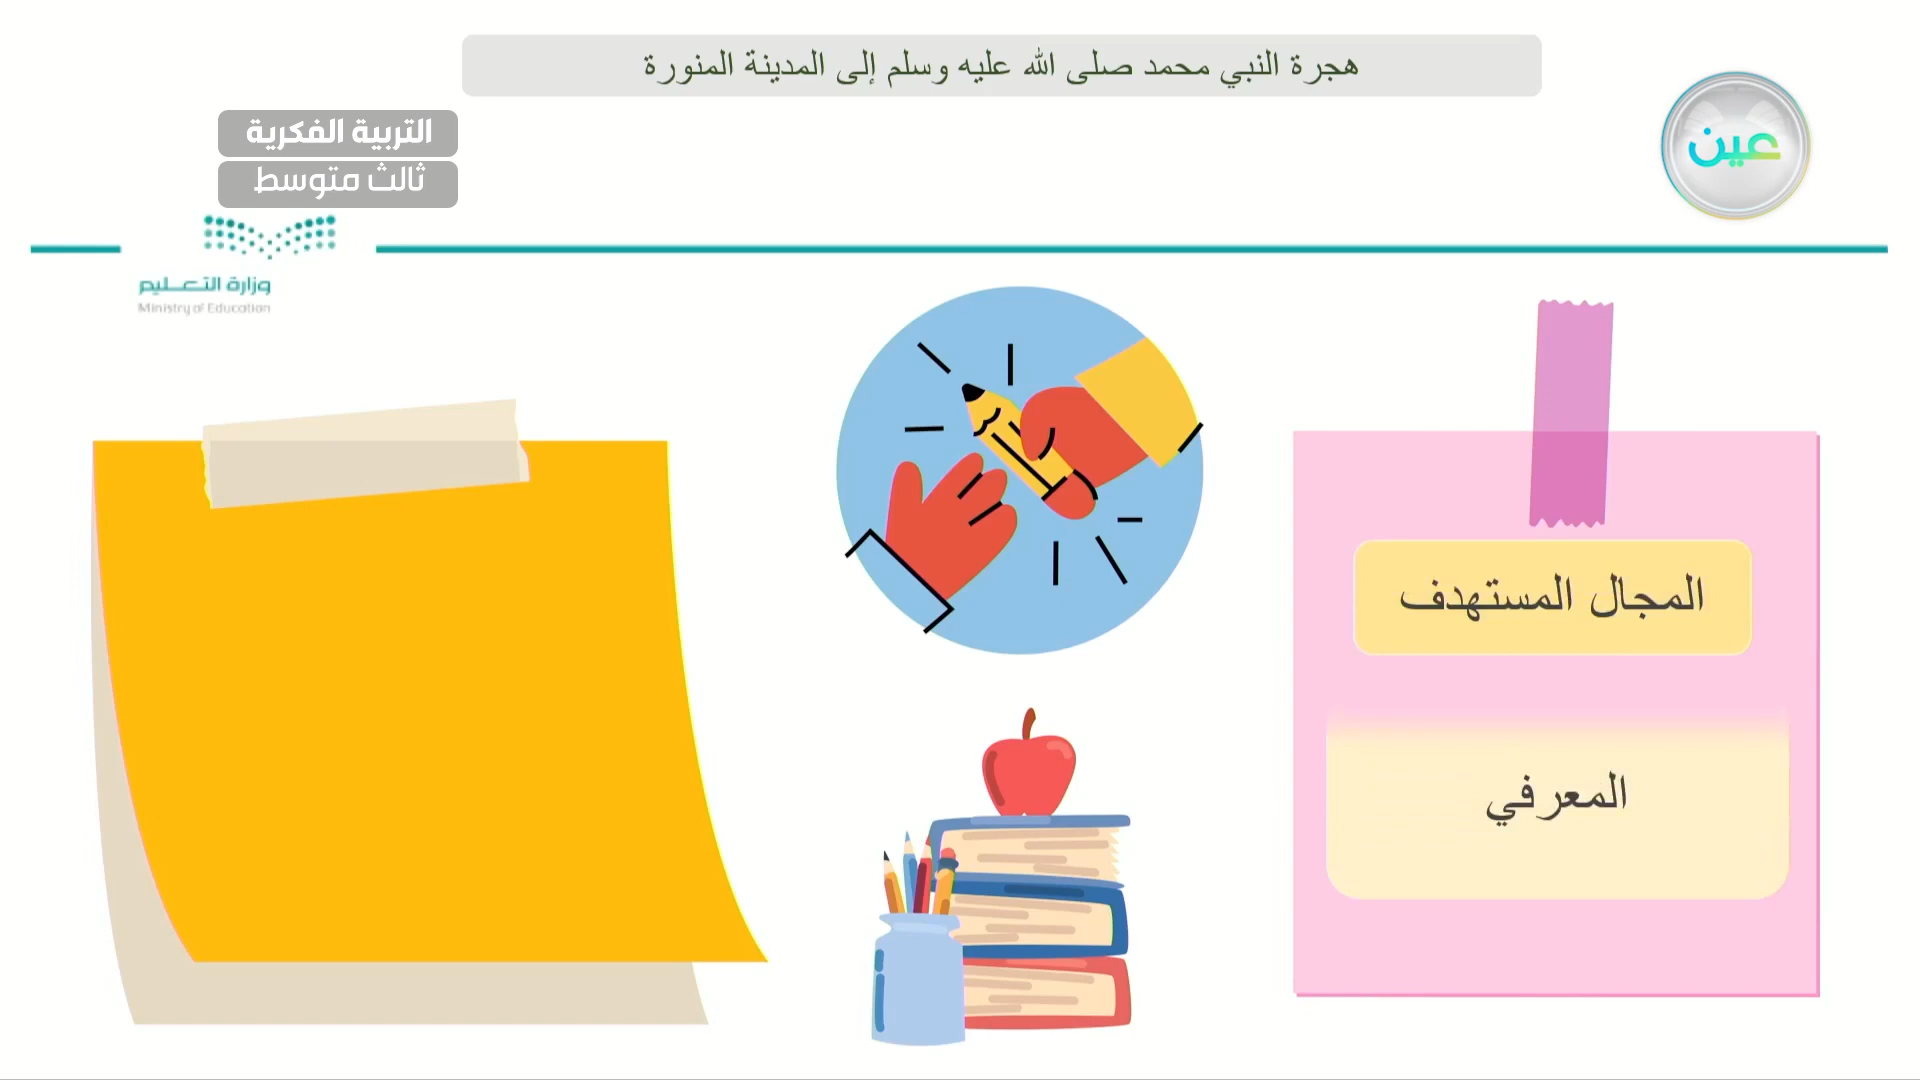 هجرة النبي محمد صلى الله عليه وسلم إلى المدينة المنورة
عين
التربية الفكرية
ثالث متوسط
وزارة التعليم
Ministry of Education
المجال المستهدف
المعرفي